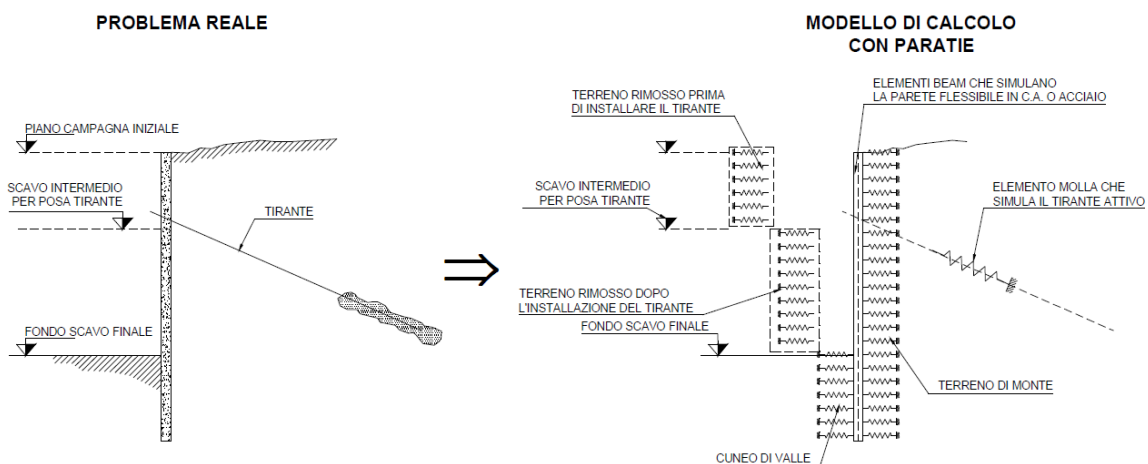 PROBLEMA REALE
PIANO CAMPAGNA INIZIALE
SCAVO INTERMEDIO
PER POSA TIRANTE
TIRANTE
FONDO SCAVO FINALE
MODELLO DI CALCOLO
CON PARATIE
TERRENO RIMOSSO PRIMA
DI INSTALLARE IL TIRANTE
ELEMENTI BEAM CHE SIMULANO
LA PARETE FLESSIBILE IN C.A. O ACCIAIO
SCAVO INTERMEDIO
PER POSA TIRANTE
ELEMENTO MOLLA CHE
SIMULA IL TIRANTE ATTIVO
TERRENO RIMOSSO DOPO
L'INSTALLAZIONE DEL TIRANTE
FONDO SCAVO FINALE
TERRENO DI MONTE
CUNEO DI VALLE